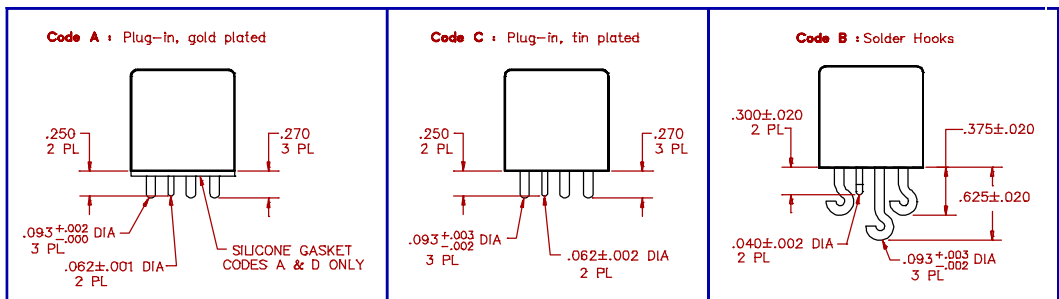 Code A : Plug-in, gold plated
.250
2 PL
.270
3 PL
.093 +.002 -.000 DIA
3 PL
.062±.001 DIA
2 PL
SILICONE GASKET
CODES A & D ONLY
Code C : Plug-in, tin plated
.250
2 PL
.270
3 PL
.093 +.003 -.002 DIA
3 PL
.062±.002 DIA
2 PL
Code B : Solder Hooks
.300±.020
2 PL
.375±.020
.625±.020
.040±.002 DIA
2 PL
.093 +.003 -.002 DIA
3 PL